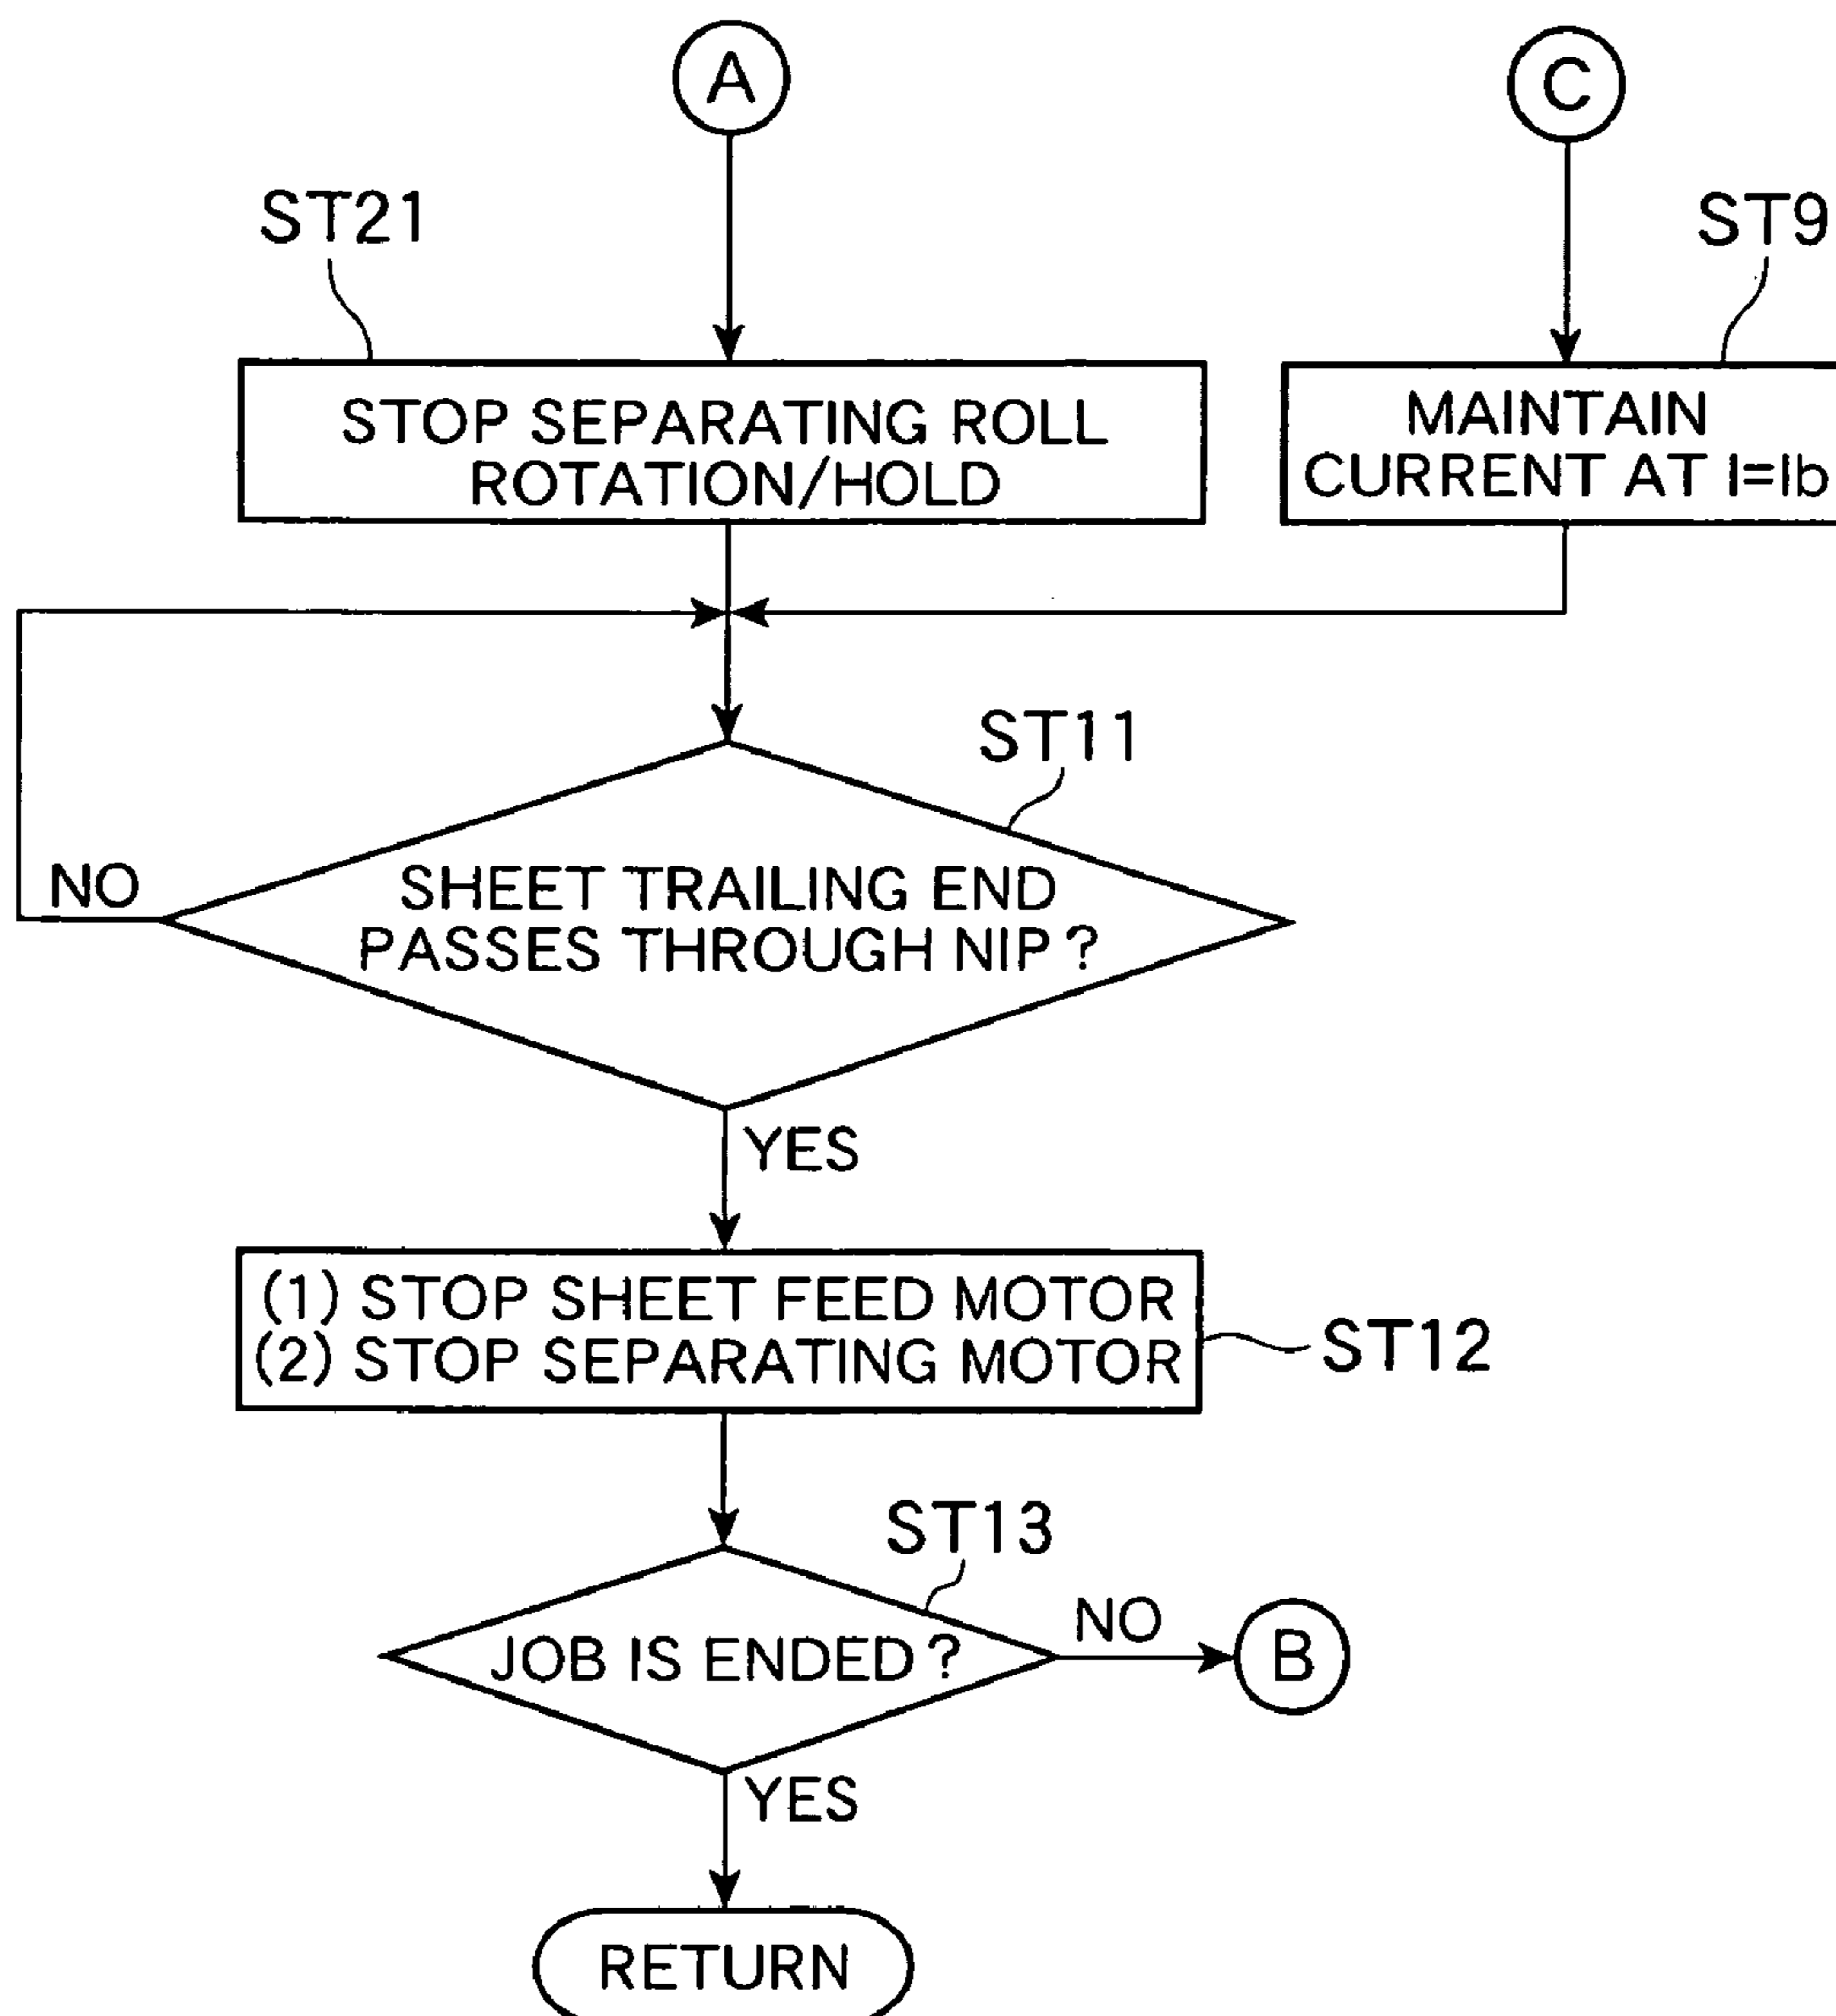 A
C
ST21
ST9
STOP SEPARATING ROLL
ROTATION/HOLD
MAINTAIN
CURRENT AT I=Ib
ST11
NO
SHEET TRAILING END
PASSES THROUGH NIP ?
YES
(1) STOP SHEET FEED MOTOR
(2) STOP SEPARATING MOTOR
ST12
ST13
JOB IS ENDED ?
NO
B
YES
RETURN